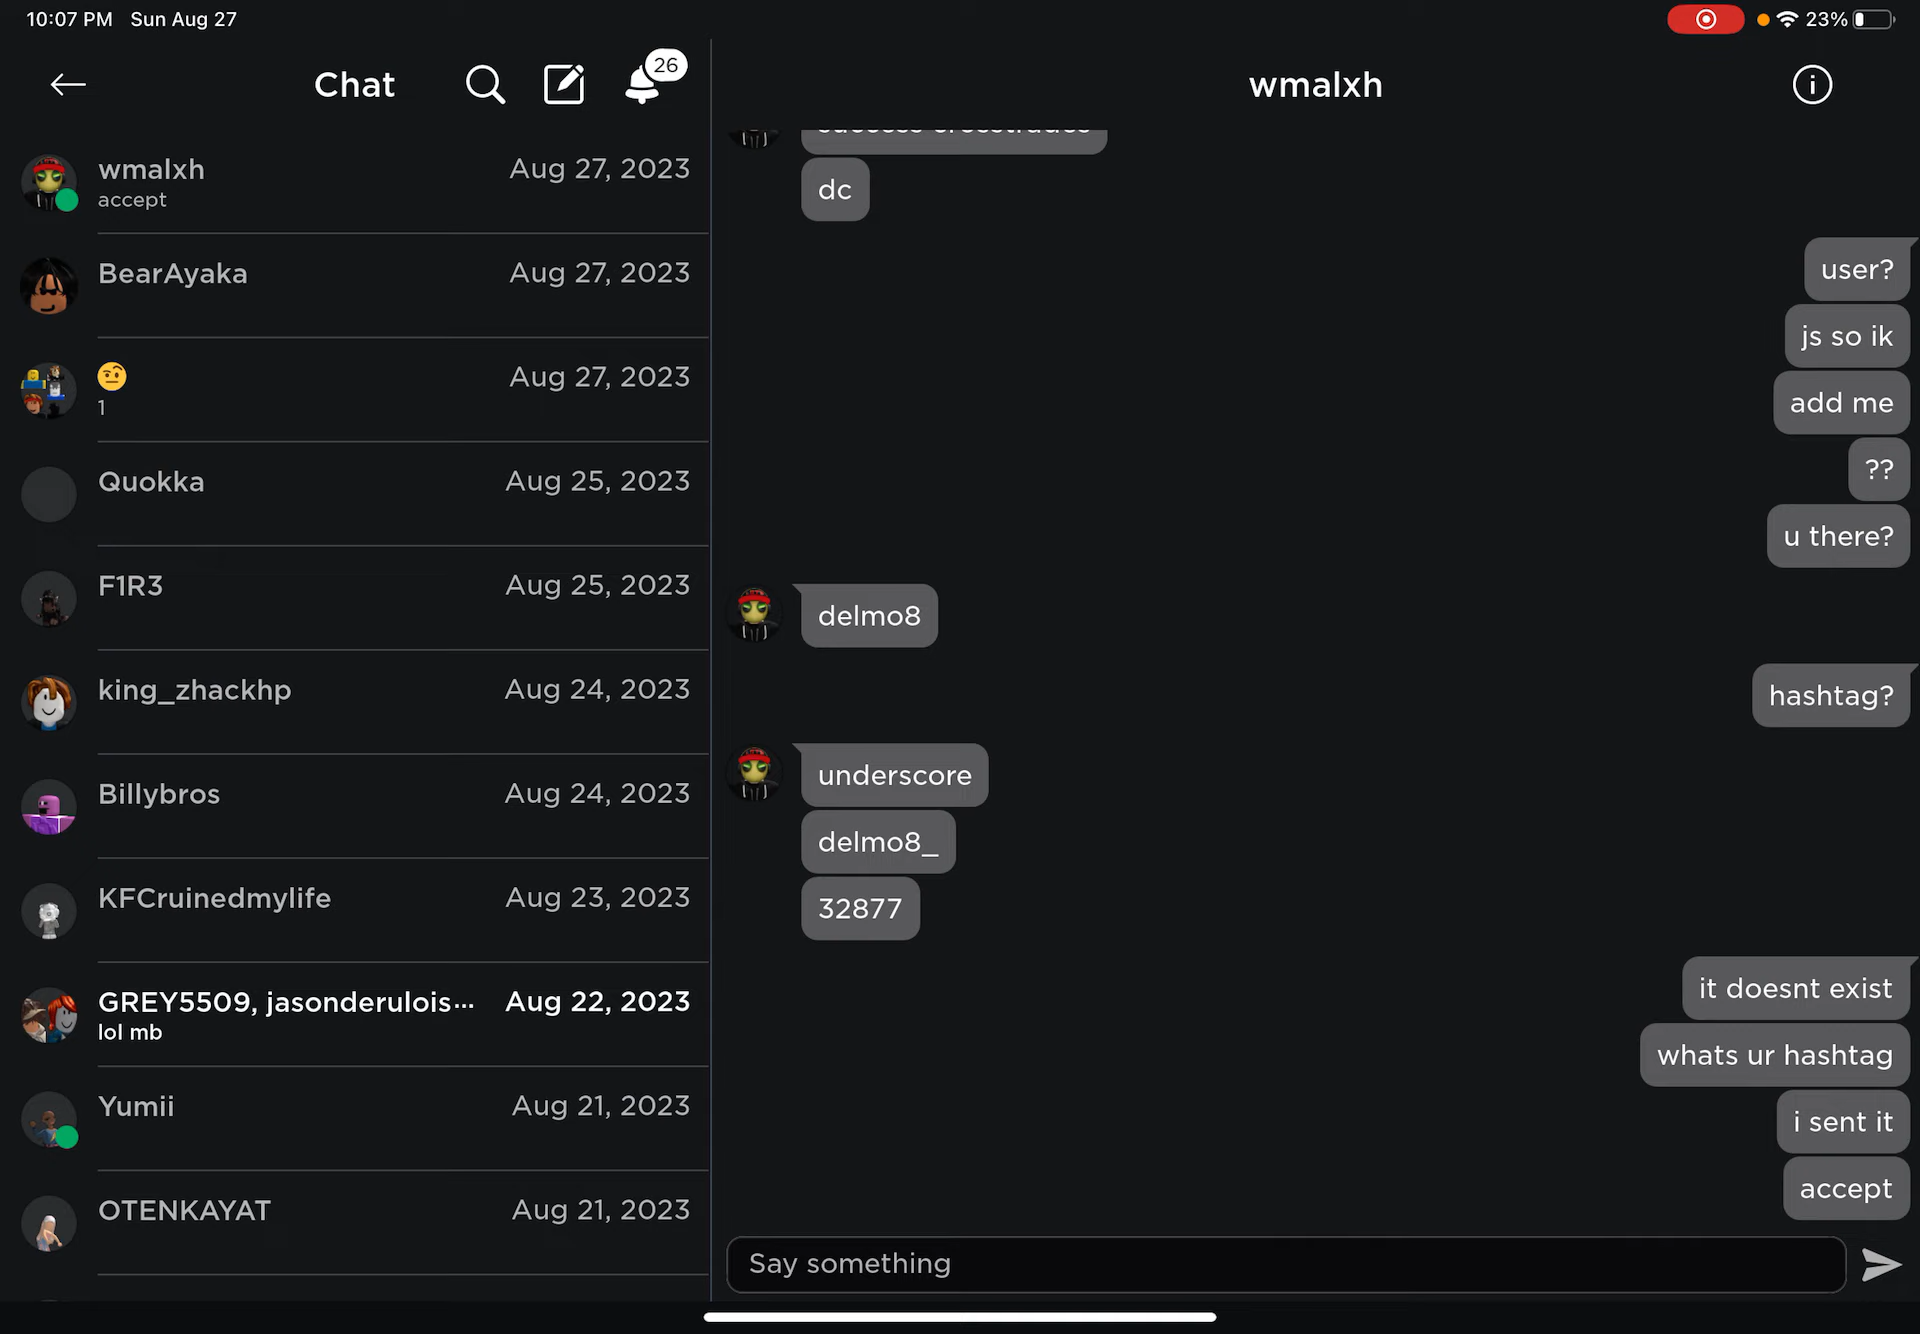 10:07 PM Sun Aug 27
23%
Chat
26
wmalxh
Aug 27, 2023
accept
BearAyaka
Aug 27, 2023
🤨
Aug 27, 2023
1
Quokka
Aug 25, 2023
F1R3
Aug 25, 2023
king_zhackhp
Aug 24, 2023
Billybros
Aug 24, 2023
KFCruinedmylife
Aug 23, 2023
GREY5509, jasonderulois...
Aug 22, 2023
lol mb
Yumii
Aug 21, 2023
OTENKAYAT
Aug 21, 2023
wmalxh
success crosstrades
dc
user?
js so ik
add me
??
u there?
delmo8
hashtag?
underscore
delmo8_
32877
it doesnt exist
whats ur hashtag
i sent it
accept
Say something